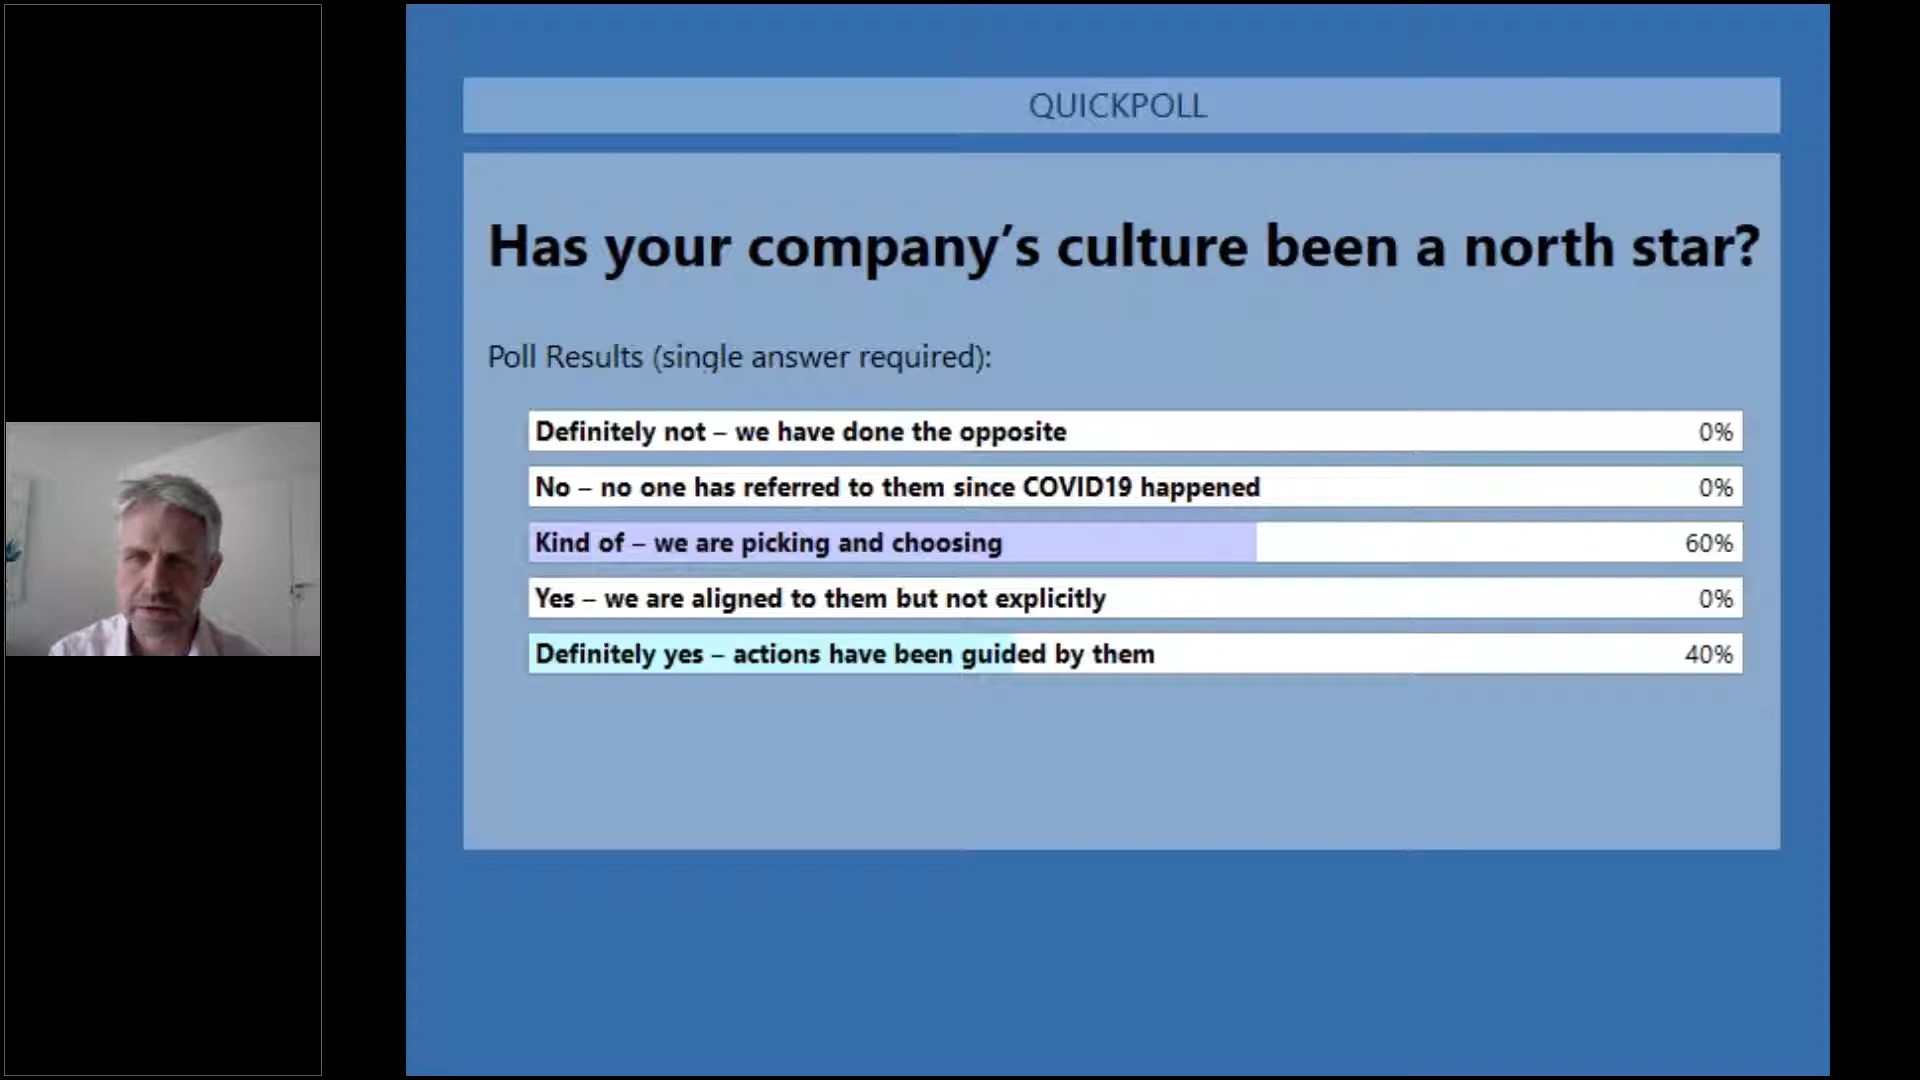 QUICKPOLL
Has your company’s culture been a north star?
Poll Results (single answer required):
Definitely not – we have done the opposite 0%
No – no one has referred to them since COVID19 happened 0%
Kind of – we are picking and choosing 60%
Yes – we are aligned to them but not explicitly 0%
Definitely yes – actions have been guided by them 40%